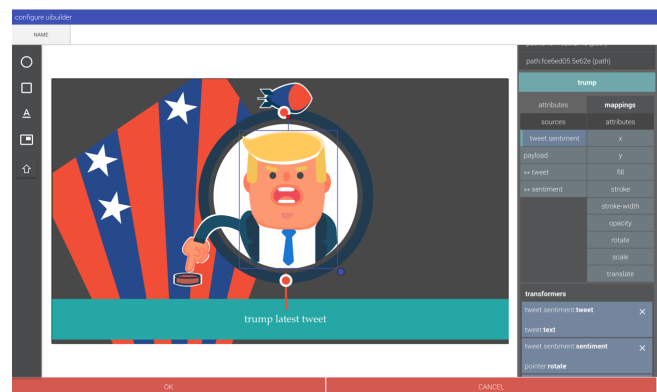 configure uibuilder
NAME
A
path:fce6ed05.5e62e (path)
trump
attributes
mappings
sources
attributes
tweet sentiment
x
payload
y
»» tweet
fill
»» sentiment
stroke
stroke-width
opacity
rotate
scale
translate
transformers
tweet sentiment:tweet
tweet:text
tweet sentiment:sentiment
pointer:rotate
trump latest tweet
OK
CANCEL